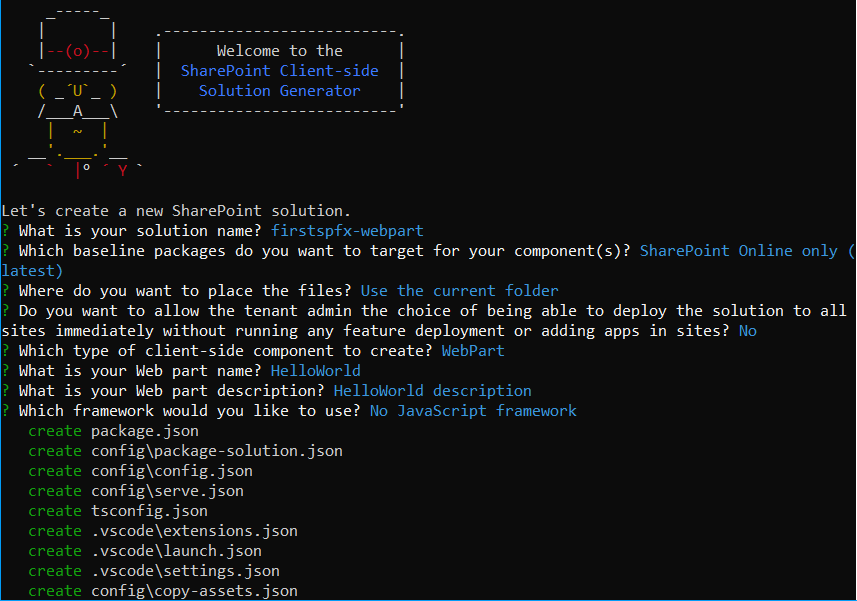 Welcome to the
SharePoint Client-side
Solution Generator
Let's create a new SharePoint solution.
? What is your solution name? firstspfx-webpart
? Which baseline packages do you want to target for your component(s)? SharePoint Online only (
latest)
? Where do you want to place the files? Use the current folder
? Do you want to allow the tenant admin the choice of being able to deploy the solution to all
sites immediately without running any feature deployment or adding apps in sites? No
? Which type of client-side component to create? WebPart
? What is your Web part name? HelloWorld
? What is your Web part description? HelloWorld description
? Which framework would you like to use? No JavaScript framework
create package.json
create config\package-solution.json
create config\config.json
create config\serve.json
create tsconfig.json
create .vscode\extensions.json
create .vscode\launch.json
create .vscode\settings.json
create config\copy-assets.json